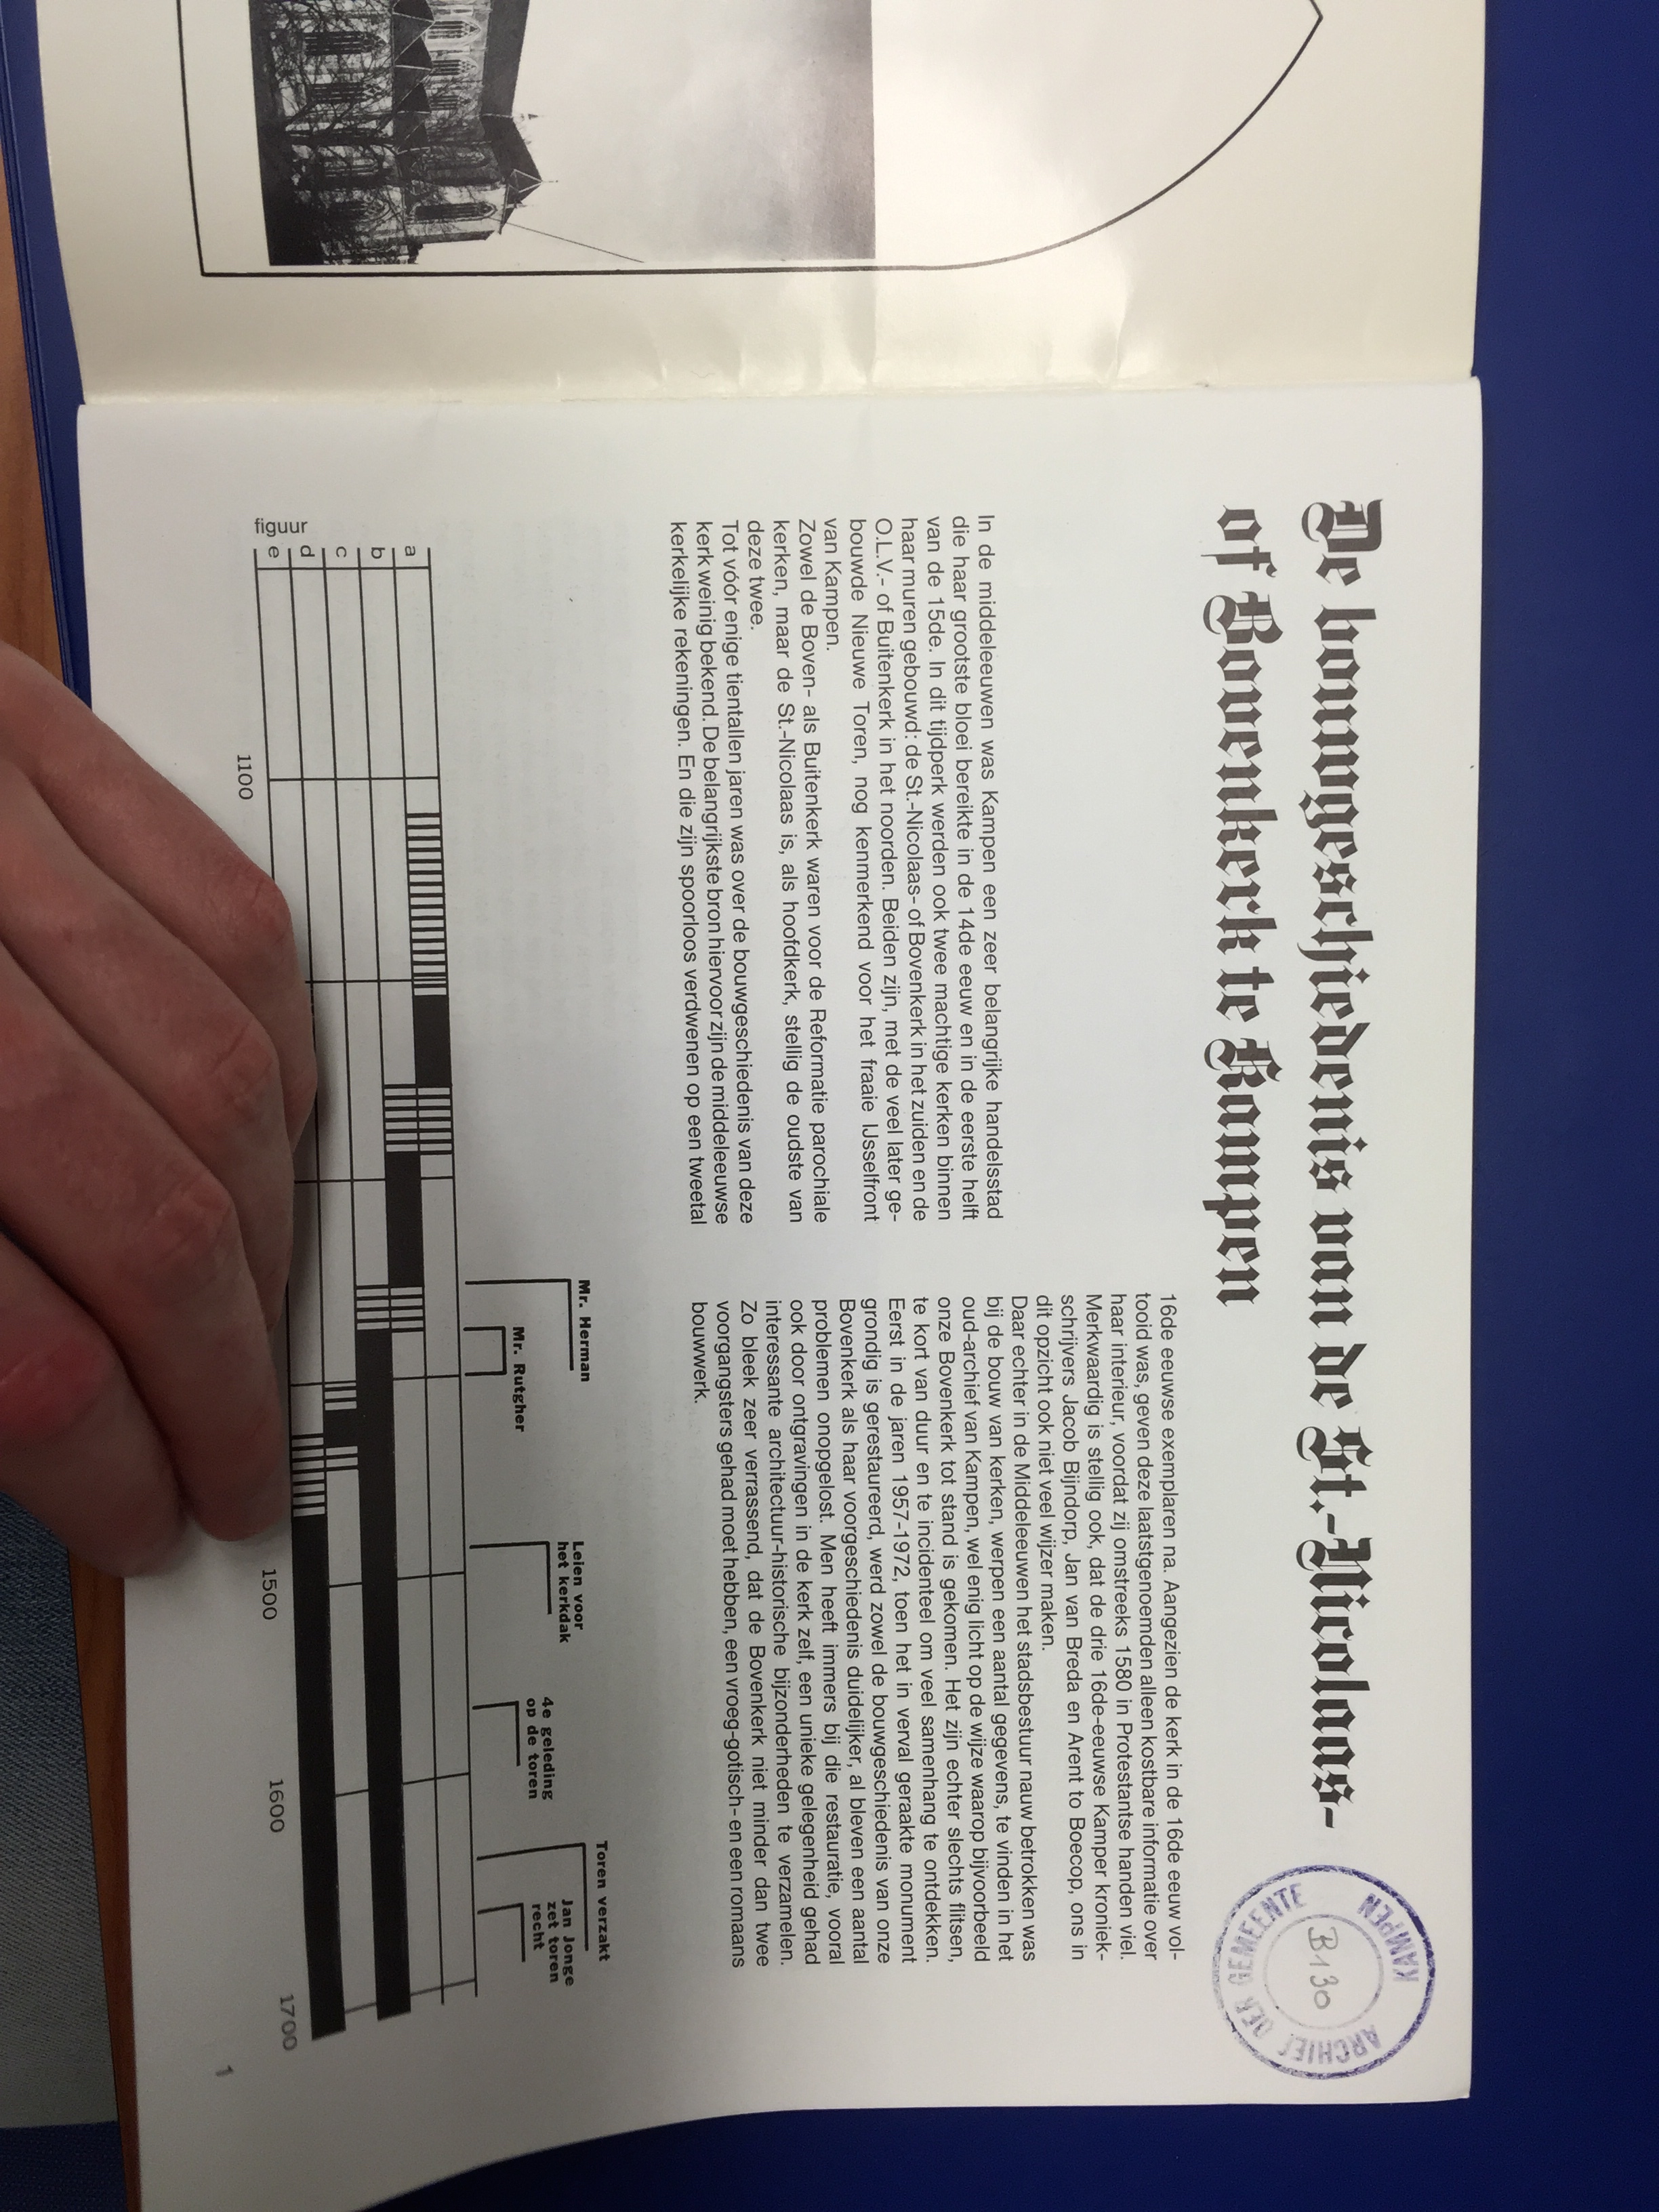 De bouwgeschiedenis van de St.-Nicolaas-
of Bovenkerk te Kampen
KAMPEN
ARCHIEF DER GEMEENTE
B130
In de middeleeuwen was Kampen een zeer belangrijke handelsstad
die haar grootste bloei bereikte in de 14de eeuw en in de eerste helft
van de 15de. In dit tijdperk werden ook twee machtige kerken binnen
haar muren gebouwd: de St.-Nicolaas- of Bovenkerk in het zuiden en de
O.L.V.- of Buitenkerk in het noorden. Beiden zijn, met de veel later ge-
bouwde Nieuwe Toren, nog kenmerkend voor het fraaie IJsselfront
van Kampen.
Zowel de Boven- als Buitenkerk waren voor de Reformatie parochiale
kerken, maar de St.-Nicolaas is, als hoofdkerk, stellig de oudste van
deze twee.
Tot vóór enige tientallen jaren was over de bouwgeschiedenis van deze
kerk weinig bekend. De belangrijkste bron hiervoor zijn de middeleeuwse
kerkelijke rekeningen. En die zijn spoorloos verdwenen op een tweetal
16de eeuwse exemplaren na. Aangezien de kerk in de 16de eeuw vol-
tooid was, geven deze laatstgenoemden alleen kostbare informatie over
haar interieur, voordat zij omstreeks 1580 in Protestantse handen viel.
Merkwaardig is stellig ook, dat de drie 16de-eeuwse Kamper kroniek-
schrijvers Jacob Bijndorp, Jan van Breda en Arent to Boecop, ons in
dit opzicht ook niet veel wijzer maken.
Daar echter in de Middeleeuwen het stadsbestuur nauw betrokken was
bij de bouw van kerken, werpen een aantal gegevens, te vinden in het
oud-archief van Kampen, wel enig licht op de wijze waarop bijvoorbeeld
onze Bovenkerk tot stand is gekomen. Het zijn echter slechts flitsen,
te kort van duur en te incidenteel om veel samenhang te ontdekken.
Eerst in de jaren 1957-1972, toen het in verval geraakte monument
grondig is gerestaureerd, werd zowel de bouwgeschiedenis van onze
Bovenkerk als haar voorgeschiedenis duidelijker, al bleven een aantal
problemen onopgelost. Men heeft immers bij die restauratie, vooral
ook door ontgravingen in de kerk zelf, een unieke gelegenheid gehad
interessante architectuur-historische bijzonderheden te verzamelen.
Zo bleek zeer verrassend, dat de Bovenkerk niet minder dan twee
voorgangsters gehad moet hebben, een vroeg-gotisch- en een romaans
bouwwerk.
Mr. Herman
Mr. Rutgher
Leien voor
het kerkdak
4e geleding
op de toren
Toren verzakt
Jan Jonge
zet toren
recht
figuur
a
b
c
d
e
1100
1500
1600
1700
1